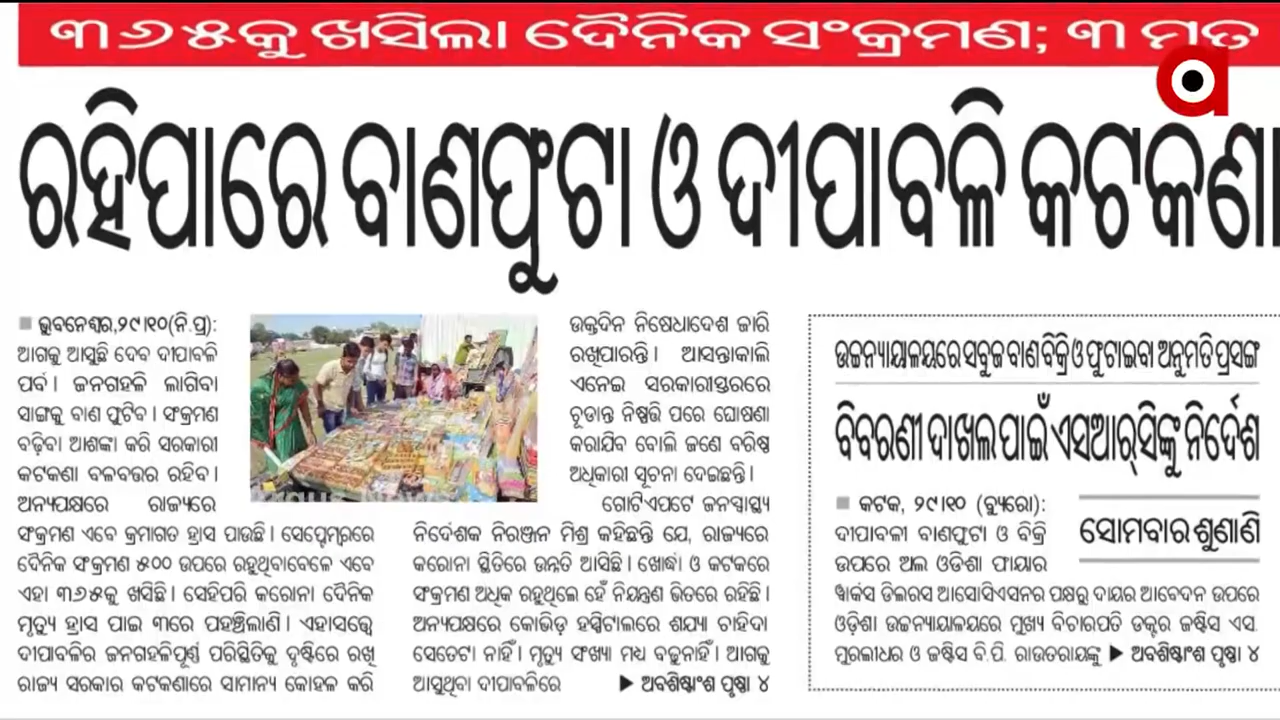 ୩୬୫କୁ ଖସିଲା ଦୈନିକ ସଂକ୍ରମଣ; ୩ ମୃତ
ରହିପାରେ ବାଣଫୁଟା ଓ ଦୀପାବଳି କଟକଣା
ଭୁବନେଶ୍ୱର,୨୯।୧୦(ନି.ପ୍ର):
ଆଗକୁ ଆସୁଛି ଦେବ ଦୀପାବଳି
ପର୍ବ। ଜନଗହଳି ଲାଗିବା
ସାଙ୍ଗକୁ ବାଣ ଫୁଟିବ। ସଂକ୍ରମଣ
ବଢ଼ିବା ଆଶଙ୍କା କରି ସରକାରୀ
କଟକଣା ବଳବତ୍ତର ରହିବ।
ଅନ୍ୟପକ୍ଷରେ ରାଜ୍ୟରେ
ସଂକ୍ରମଣ ଏବେ କ୍ରମାଗତ ହ୍ରାସ ପାଉଛି। ସେପ୍ଟେମ୍ବରରେ
ଦୈନିକ ସଂକ୍ରମଣ ୫୦୦ ଉପରେ ରହୁଥିବାବେଳେ ଏବେ
ଏହା ୩୬୫କୁ ଖସିଛି। ସେହିପରି କରୋନା ଦୈନିକ
ମୃତ୍ୟୁ ହ୍ରାସ ପାଇ ୩ରେ ପହଞ୍ଚିଲାଣି। ଏହାସତ୍ତ୍ୱେ
ଦୀପାବଳିର ଜନଗହଳିପୂର୍ଣ୍ଣ ପରିସ୍ଥିତିକୁ ଦୃଷ୍ଟିରେ ରଖି
ରାଜ୍ୟ ସରକାର କଟକଣାରେ ସାମାନ୍ୟ କୋହଳ କରି
ଉକ୍ତଦିନ ନିଷେଧାଦେଶ ଜାରି
ରଖିପାରନ୍ତି। ଆସନ୍ତାକାଲି
ଏନେଇ ସରକାରୀସ୍ତରରେ
ଚୂଡ଼ାନ୍ତ ନିଷ୍ପତ୍ତି ପରେ ଘୋଷଣା
କରାଯିବ ବୋଲି ଜଣେ ବରିଷ୍ଠ
ଅଧିକାରୀ ସୂଚନା ଦେଇଛନ୍ତି।
ଗୋଟିଏପଟେ ଜନସ୍ୱାସ୍ଥ୍ୟ
ନିର୍ଦେଶକ ନିରଞ୍ଜନ ମିଶ୍ର କହିଛନ୍ତି ଯେ, ରାଜ୍ୟରେ
କରୋନା ସ୍ଥିତିରେ ଉନ୍ନତି ଆସିଛି। ଖୋର୍ଦ୍ଧା ଓ କଟକରେ
ସଂକ୍ରମଣ ଅଧିକ ରହୁଥିଲେ ହେଁ ନିୟନ୍ତ୍ରଣ ଭିତରେ ରହିଛି।
ଅନ୍ୟପକ୍ଷରେ କୋଭିଡ଼ ହସ୍ପିଟାଲରେ ଶଯ୍ୟା ଚାହିଦା
ସେତେଟା ନାହିଁ। ମୃତ୍ୟୁ ସଂଖ୍ୟା ମଧ୍ୟ ବଢୁନାହିଁ। ଆଗକୁ
ଆସୁଥିବା ଦୀପାବଳିରେ ▶ ଅବଶିଷ୍ଟାଂଶ ପୃଷ୍ଠା ୪
ଉଚ୍ଚନ୍ୟାୟାଳୟରେ ସବୁଜ ବାଣ ବିକ୍ରି ଓ ଫୁଟାଇବା ଅନୁମତି ପ୍ରସଙ୍ଗ
ବିବରଣୀ ଦାଖଲ ପାଇଁ ଏସଆର୍‌ସିଙ୍କୁ ନିର୍ଦେଶ
ସୋମବାର ଶୁଣାଣି
କଟକ, ୨୯।୧୦ (ବ୍ୟୁରୋ):
ଦୀପାବଳୀ ବାଣଫୁଟା ଓ ବିକ୍ରି
ଉପରେ ଅଲ ଓଡିଶା ଫାୟାର
ୱାର୍କସ ଡିଲରସ ଆସୋସିଏସନର ପକ୍ଷରୁ ଦାୟର ଆବେଦନ ଉପରେ
ଓଡ଼ିଶା ଉଚ୍ଚନ୍ୟାୟାଳୟରେ ମୁଖ୍ୟ ବିଚାରପତି ଡକ୍ଟର ଜଷ୍ଟିସ ଏସ.
ମୁରଲୀଧର ଓ ଜଷ୍ଟିସ ବି.ପି. ରାଉତରାୟଙ୍କୁ ▶ ଅବଶିଷ୍ଟାଂଶ ପୃଷ୍ଠା ୪